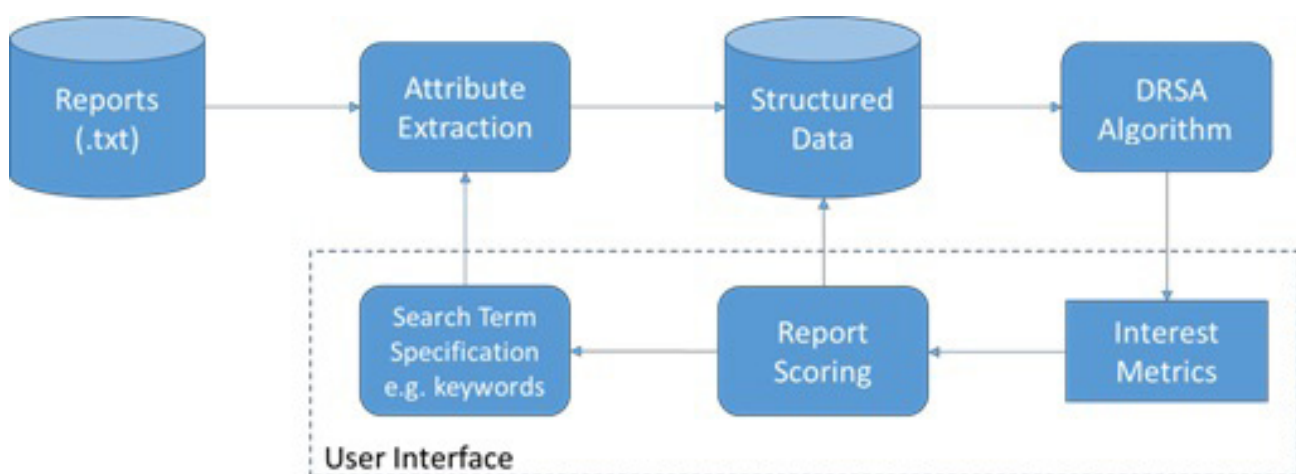 Reports
(.txt)
Attribute
Extraction
Structured
Data
DRSA
Algorithm
Search Term
Specification
e.g. keywords
Report
Scoring
Interest
Metrics
User Interface